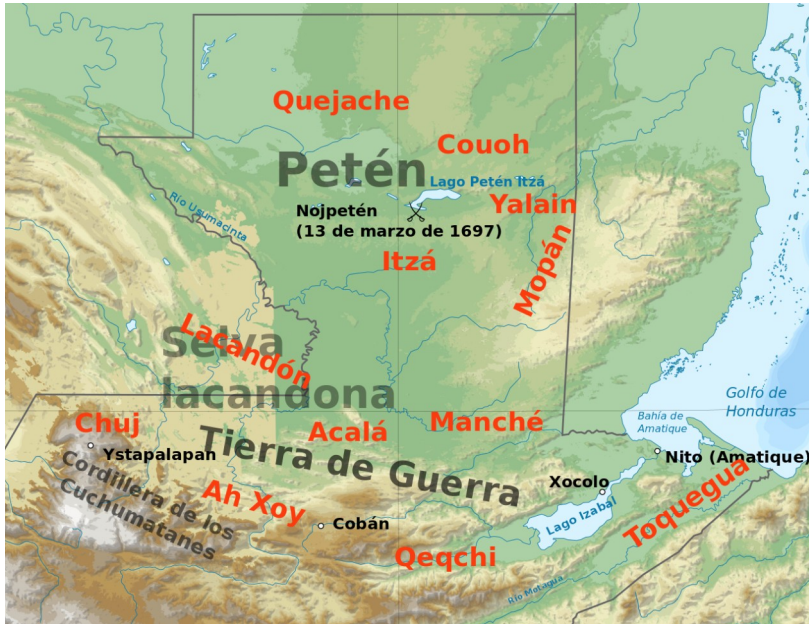 Quejache
Couoh
Petén
Lago Petén Itzá
Yalain
Río Usumacinta
Nojpetén
(13 de marzo de 1697)
Itzá
Mopán
Lacandón
Selva
lacandona
Golfo de
Honduras
Bahía de
Amatique
Chuj
Acalá
Manché
Tierra de Guerra
Ystapalapan
Nito (Amatique)
Cordillera de los
Cuchumatanes
Ah Xoy
Xocolo
Lago Izabal
Toquegua
Cobán
Qeqchi
Río Motagua